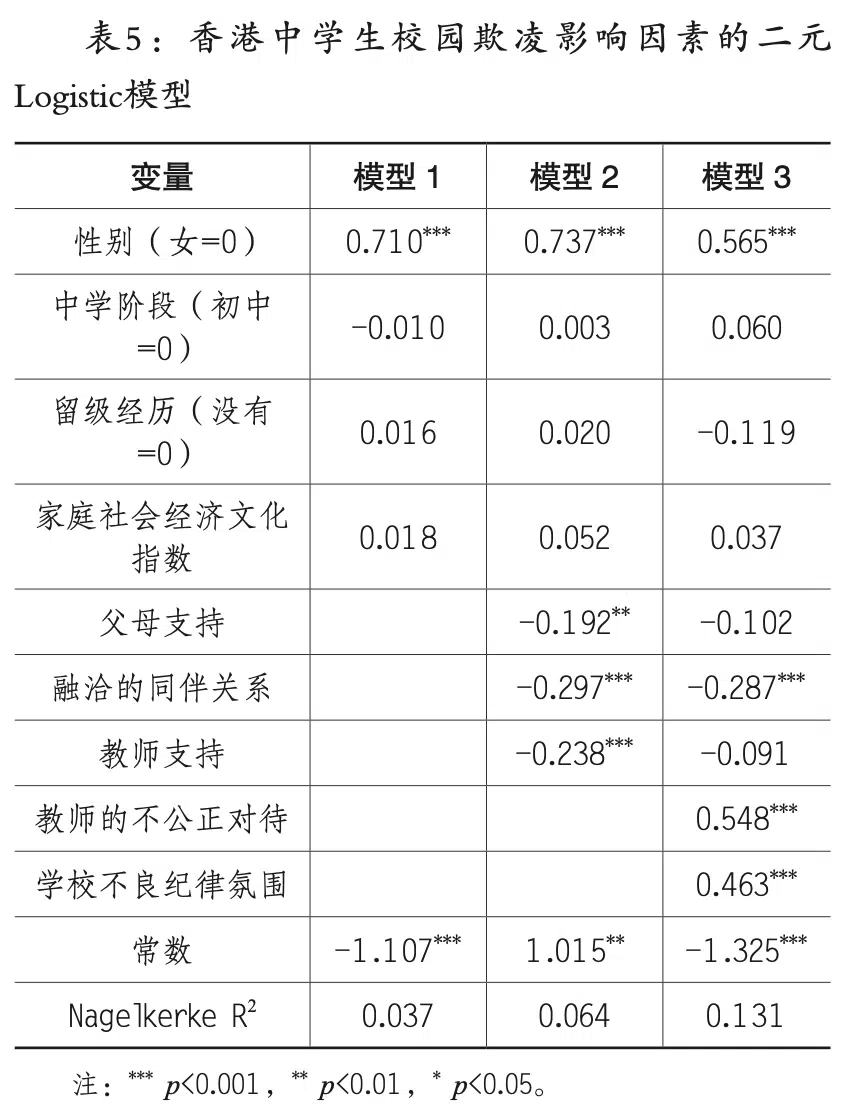 表5：香港中学生校园欺凌影响因素的二元
Logistic模型
变量 模型1 模型2 模型3
性别（女=0） 0.710*** 0.737*** 0.565***
中学阶段（初中
=0） -0.010 0.003 0.060
留级经历（没有
=0） 0.016 0.020 -0.119
家庭社会经济文化
指数 0.018 0.052 0.037
父母支持 -0.192** -0.102
融洽的同伴关系 -0.297*** -0.287***
教师支持 -0.238*** -0.091
教师的不公正对待 0.548***
学校不良纪律氛围 0.463***
常数 -1.107*** 1.015** -1.325***
Nagelkerke R² 0.037 0.064 0.131
注：*** p<0.001，** p<0.01，* p<0.05。